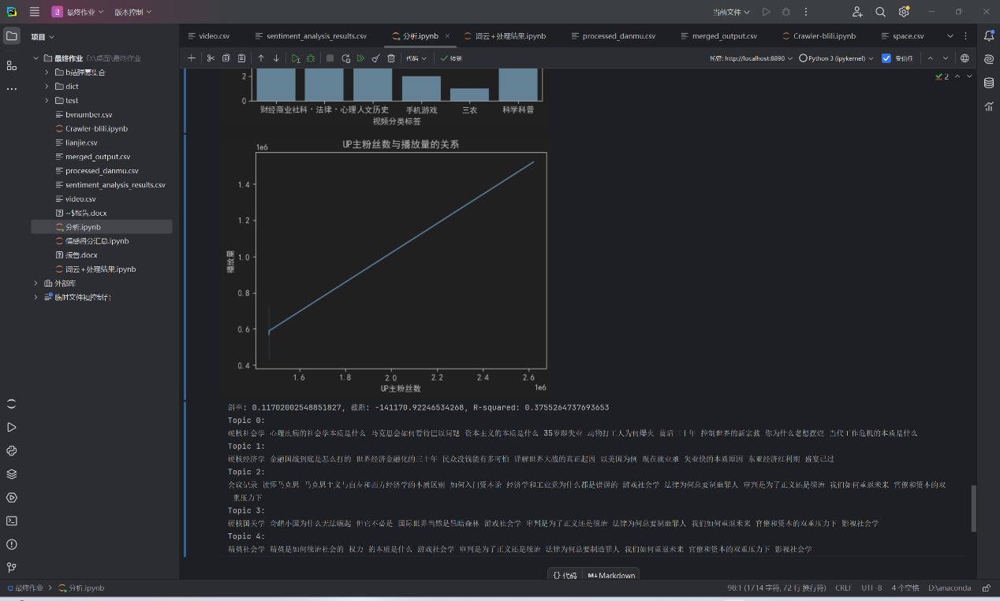 最终作业 版本控制 当前文件
项目 video.csv sentiment_analysis_results.csv 分析.ipynb 词云+处理结果.ipynb processed_danmu.csv merged_output.csv Crawler-blili.ipynb space.csv
代码 转到 托管: http://localhost:8890 Python 3 (ipykernel) 受信任
2
最终作业 D:\桌面\最终作业
b站弹幕集合
dict
test
bvnumber.csv
Crawler-blili.ipynb
lianjie.csv
merged_output.csv
processed_danmu.csv
sentiment_analysis_results.csv
video.csv
~$报告.docx
分析.ipynb
情感得分汇总.ipynb
报告.docx
词云+处理结果.ipynb
外部库
临时文件和控制台
2
0
财经商业社科·法律·心理人文历史 手机游戏 三农 科学科普
视频分类标签
UP主粉丝数与播放量的关系
1e6
1.4
1.2
1.0
0.8
0.6
0.4
播放量
1.6 1.8 2.0 2.2 2.4 2.6
UP主粉丝数 1e6
斜率: 0.11702002548851827, 截距: -141170.92246534268, R-squared: 0.3755264737693653
Topic 0:
硬核社会学 心理疾病的社会学本质是什么 马克思会如何看待巴以问题 资本主义的本质是什么 35岁即失业 动物打工人为何爆火 前后三十年 控制世界的新宗教 你为什么老想摆烂 当代工作危机的本质是什么
Topic 1:
硬核经济学 金融国战到底是怎么打的 世界经济金融化的三十年 民众没钱能有多可怕 详解世界大战的真正起因 以美国为例 现在就业难 失业快的本质原因 东亚经济红利期 盛宴已过
Topic 2:
会议记录 读懂马克思 马克思主义与白左和西方经济学的本质区别 如何入门资本论 经济学和工业党为什么都是错误的 游戏社会学 法律为何总要制造罪人 审判是为了正义还是统治 我们如何重返未来 官僚和资本的双
重压力下
Topic 3:
硬核国关学 奇葩小国为什么无法崛起 但它不必是 国际世界当然是黑暗森林 游戏社会学 审判是为了正义还是统治 法律为何总要制造罪人 我们如何重返未来 官僚和资本的双重压力下 影视社会学
Topic 4:
精英社会学 精英是如何统治社会的 权力 的本质是什么 游戏社会学 审判是为了正义还是统治 法律为何总要制造罪人 我们如何重返未来 官僚和资本的双重压力下 影视社会学
{} 代码 M↓ Markdown
最终作业 > 分析.ipynb 98:1 (1714 字符, 72 行 换行符) CRLF UTF-8 4 个空格 D:\anaconda